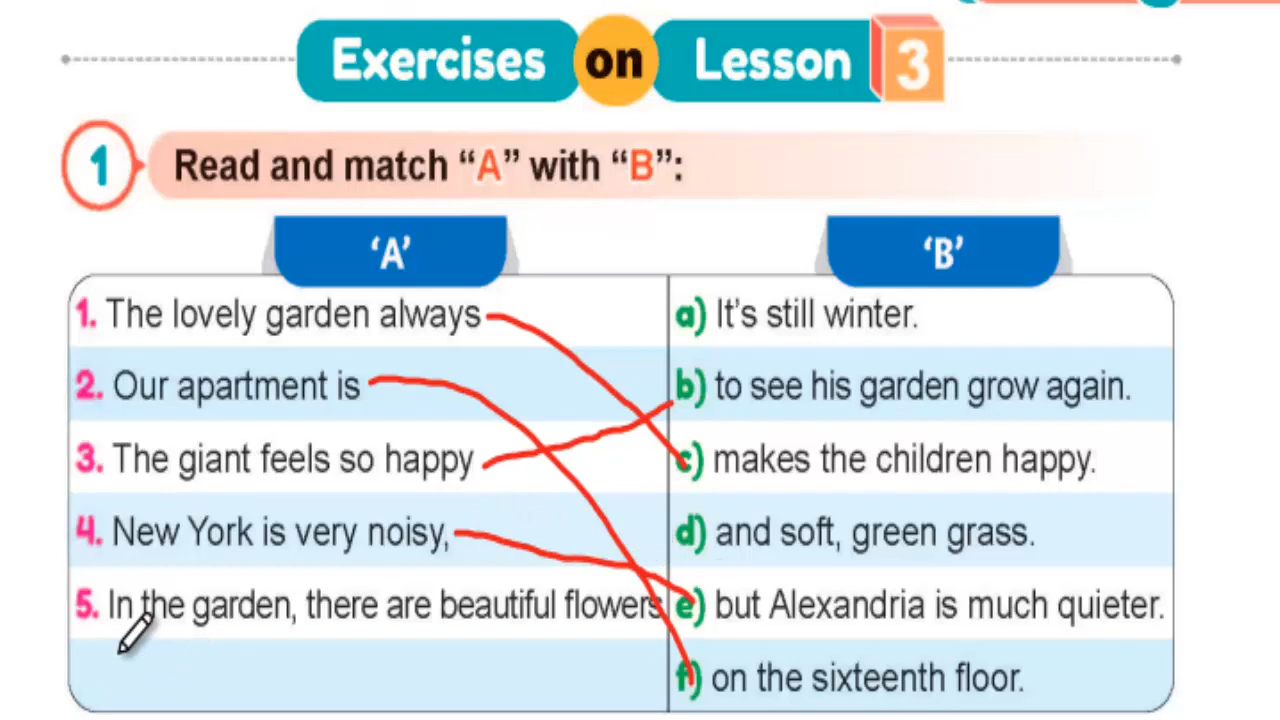 Exercises on Lesson 3
1 Read and match “A” with “B”:
‘A’
‘B’
1. The lovely garden always
a) It’s still winter.
2. Our apartment is
b) to see his garden grow again.
3. The giant feels so happy
c) makes the children happy.
4. New York is very noisy,
d) and soft, green grass.
5. In the garden, there are beautiful flowers
e) but Alexandria is much quieter.
f) on the sixteenth floor.